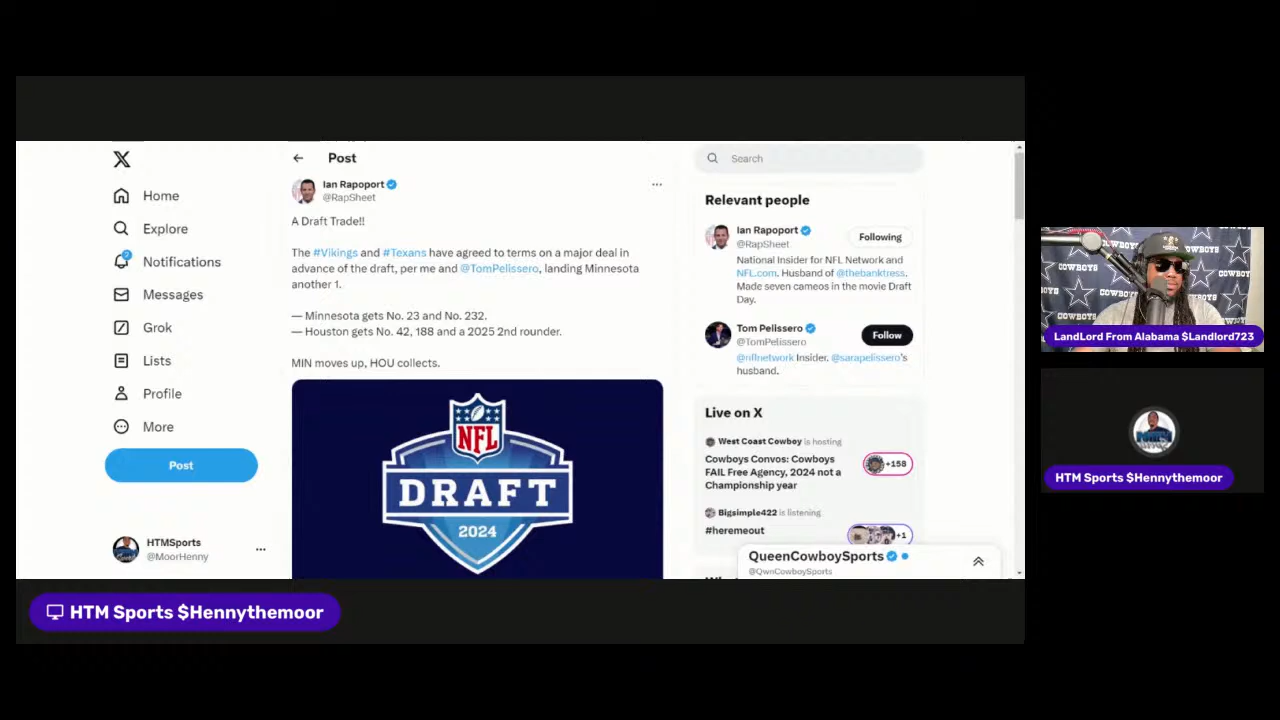 Home
Explore
Notifications
Messages
Grok
Lists
Profile
More
Post
HTMSports
@MoorHenny
Post
Ian Rapoport
@RapSheet
A Draft Trade!!
The #Vikings and #Texans have agreed to terms on a major deal in
advance of the draft, per me and @TomPelissero, landing Minnesota
another 1.
— Minnesota gets No. 23 and No. 232.
— Houston gets No. 42, 188 and a 2025 2nd rounder.
MIN moves up, HOU collects.
NFL
DRAFT
2024
Search
Relevant people
Ian Rapoport
@RapSheet
Following
National Insider for NFL Network and
NFL.com. Husband of @thebanktress.
Made seven cameos in the movie Draft
Day.
Tom Pelissero
@TomPelissero
Follow
@nflnetwork Insider. @sarapelissero's
husband.
Live on X
West Coast Cowboy is hosting
Cowboys Convos: Cowboys
FAIL Free Agency, 2024 not a
Championship year
+158
Bigsimple422 is listening
#heremeout
+1
QueenCowboySports
@QwnCowboySports
COWBOYS
COWBOYS
LandLord From Alabama $Landlord723
HTM Sports $Hennythemoor
HTM Sports $Hennythemoor